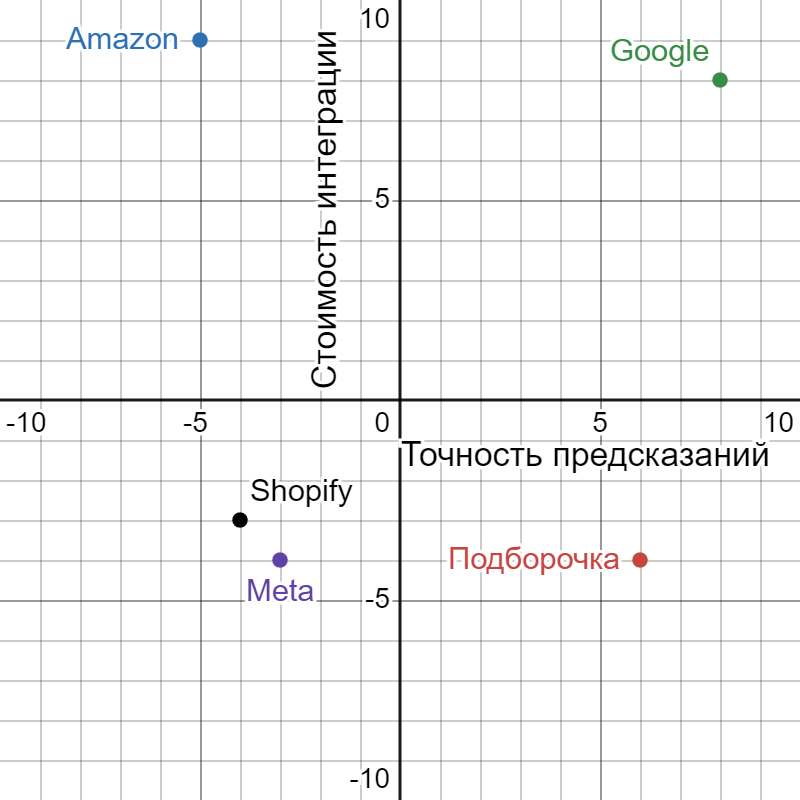 10
Amazon
Google
Стоимость интеграции
5
-10
-5
0
5
10
Точность предсказаний
Shopify
Подборочка
Meta
-5
-10